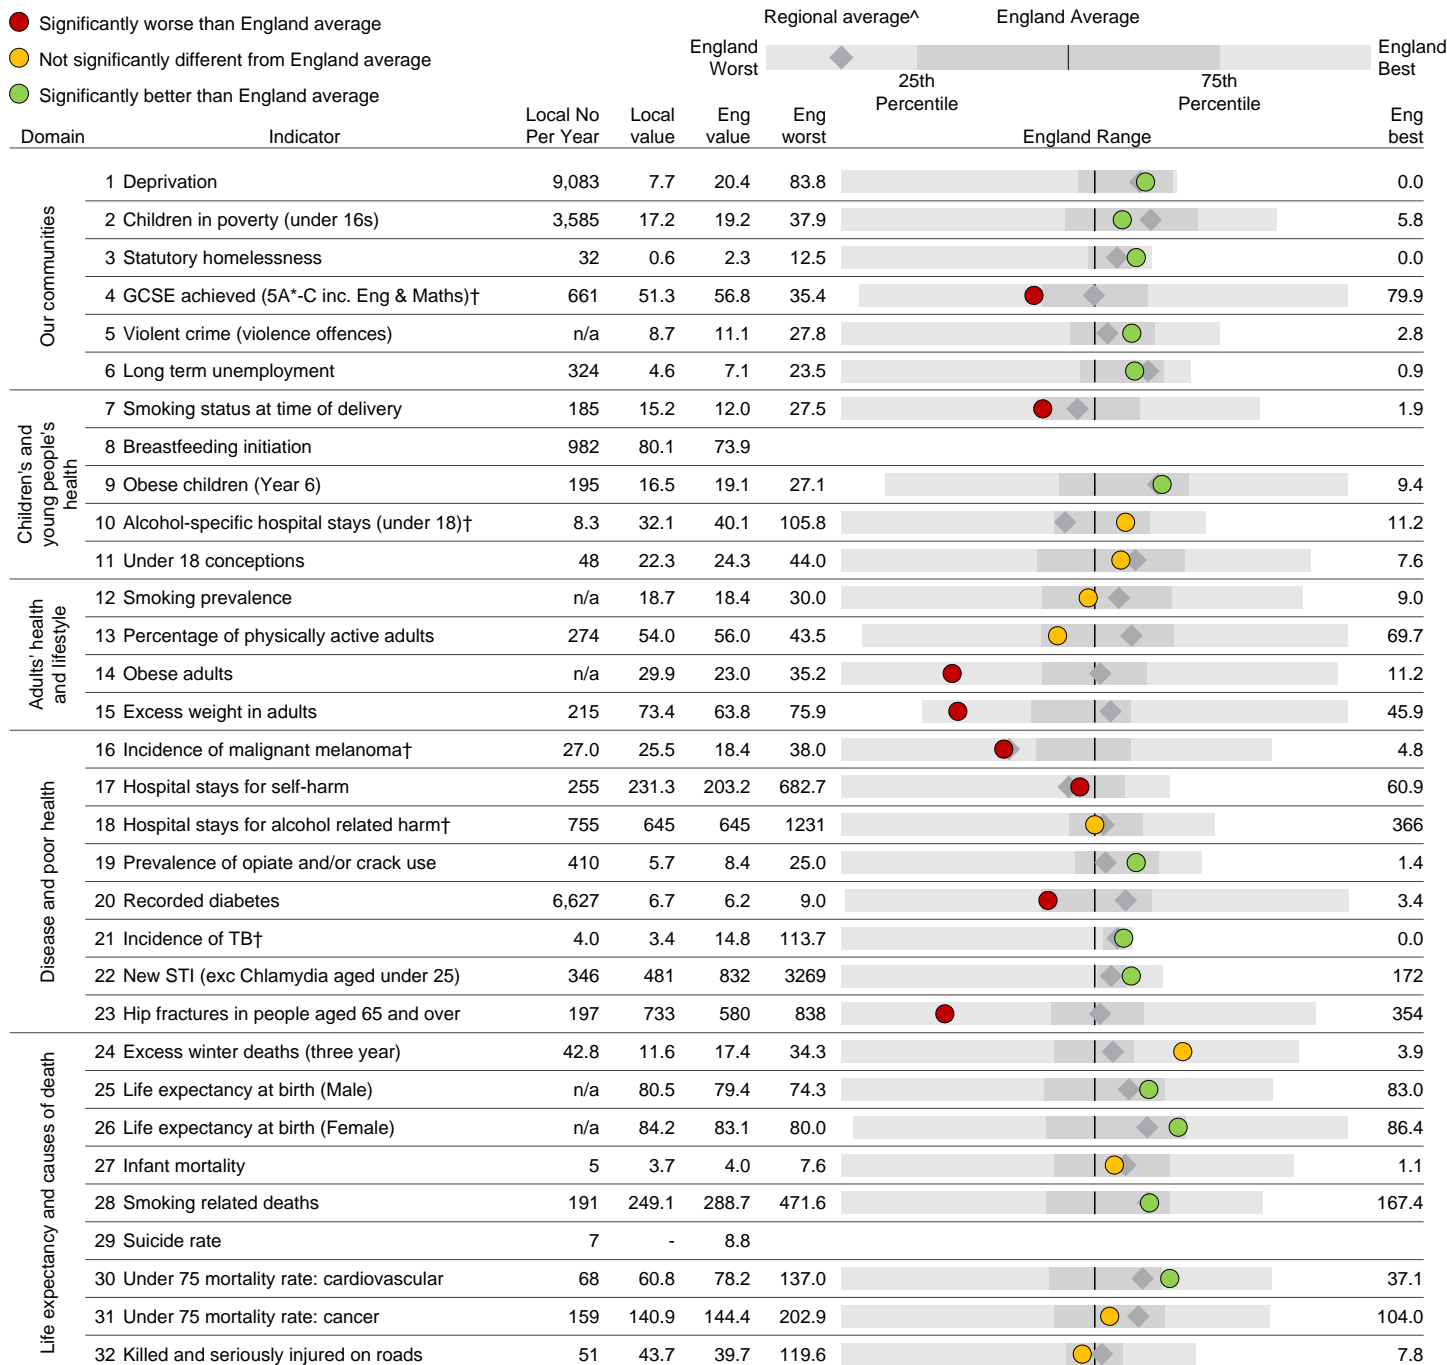 Significantly worse than England average
Not significantly different from England average
Significantly better than England average
Regional average^ England Average
England Worst England Best
25th Percentile 75th Percentile
Domain Indicator Local No Per Year Local value Eng value Eng worst England Range Eng best
Our communities
1 Deprivation 9,083 7.7 20.4 83.8 0.0
2 Children in poverty (under 16s) 3,585 17.2 19.2 37.9 5.8
3 Statutory homelessness 32 0.6 2.3 12.5 0.0
4 GCSE achieved (5A*-C inc. Eng & Maths)† 661 51.3 56.8 35.4 79.9
5 Violent crime (violence offences) n/a 8.7 11.1 27.8 2.8
6 Long term unemployment 324 4.6 7.1 23.5 0.9
Children's and young people's health
7 Smoking status at time of delivery 185 15.2 12.0 27.5 1.9
8 Breastfeeding initiation 982 80.1 73.9
9 Obese children (Year 6) 195 16.5 19.1 27.1 9.4
10 Alcohol-specific hospital stays (under 18)† 8.3 32.1 40.1 105.8 11.2
11 Under 18 conceptions 48 22.3 24.3 44.0 7.6
Adults' health and lifestyle
12 Smoking prevalence n/a 18.7 18.4 30.0 9.0
13 Percentage of physically active adults 274 54.0 56.0 43.5 69.7
14 Obese adults n/a 29.9 23.0 35.2 11.2
15 Excess weight in adults 215 73.4 63.8 75.9 45.9
Disease and poor health
16 Incidence of malignant melanoma† 27.0 25.5 18.4 38.0 4.8
17 Hospital stays for self-harm 255 231.3 203.2 682.7 60.9
18 Hospital stays for alcohol related harm† 755 645 645 1231 366
19 Prevalence of opiate and/or crack use 410 5.7 8.4 25.0 1.4
20 Recorded diabetes 6,627 6.7 6.2 9.0 3.4
21 Incidence of TB† 4.0 3.4 14.8 113.7 0.0
22 New STI (exc Chlamydia aged under 25) 346 481 832 3269 172
23 Hip fractures in people aged 65 and over 197 733 580 838 354
Life expectancy and causes of death
24 Excess winter deaths (three year) 42.8 11.6 17.4 34.3 3.9
25 Life expectancy at birth (Male) n/a 80.5 79.4 74.3 83.0
26 Life expectancy at birth (Female) n/a 84.2 83.1 80.0 86.4
27 Infant mortality 5 3.7 4.0 7.6 1.1
28 Smoking related deaths 191 249.1 288.7 471.6 167.4
29 Suicide rate 7 - 8.8
30 Under 75 mortality rate: cardiovascular 68 60.8 78.2 137.0 37.1
31 Under 75 mortality rate: cancer 159 140.9 144.4 202.9 104.0
32 Killed and seriously injured on roads 51 43.7 39.7 119.6 7.8